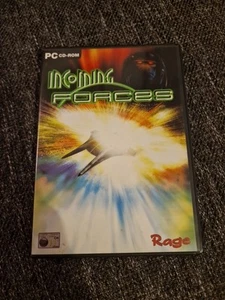 PC CD-ROM
INCOMING
FORCES
Rage